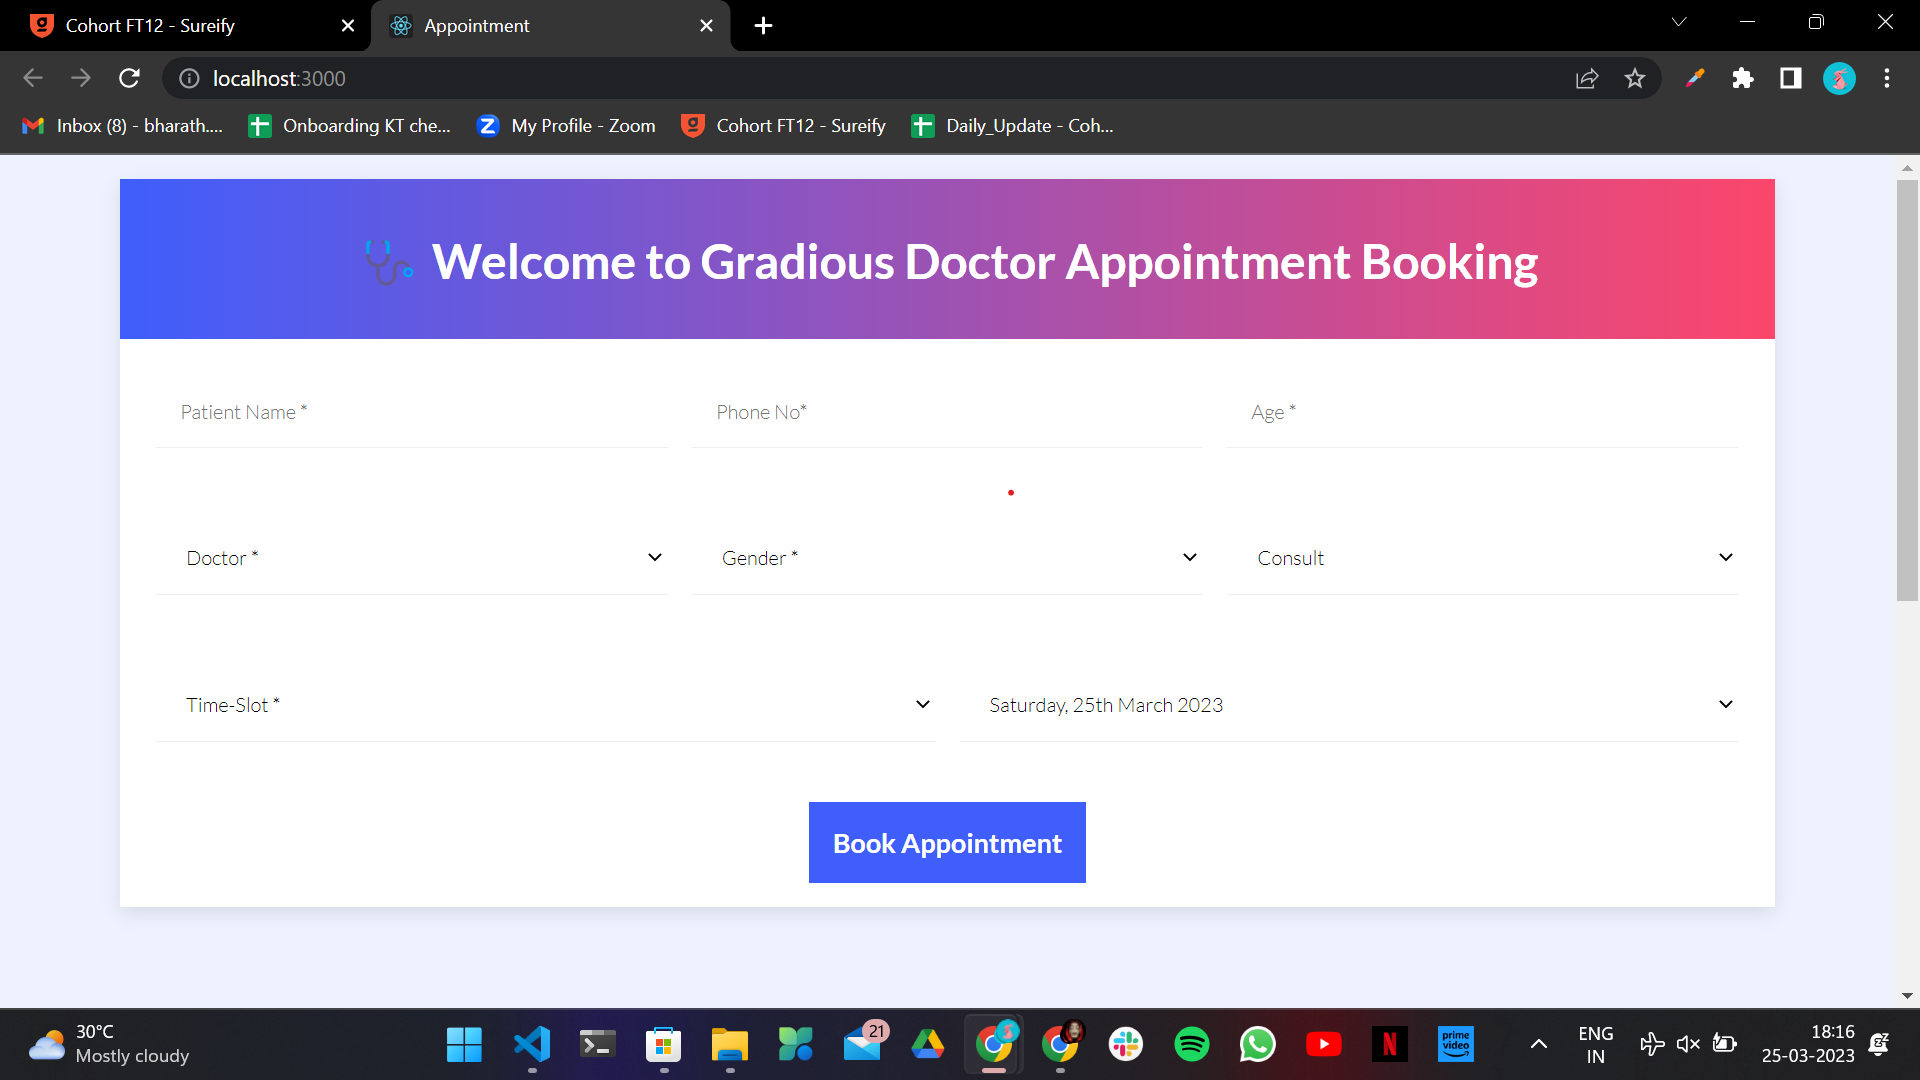 Cohort FT12 - Sureify
Appointment
localhost:3000
Inbox (8) - bharath....
Onboarding KT che...
My Profile - Zoom
Cohort FT12 - Sureify
Daily_Update - Coh...
Welcome to Gradious Doctor Appointment Booking
Patient Name *
Phone No*
Age *
Doctor *
Gender *
Consult
Time-Slot *
Saturday, 25th March 2023
Book Appointment
30°C
Mostly cloudy
21
prime video
ENG
IN
18:16
25-03-2023